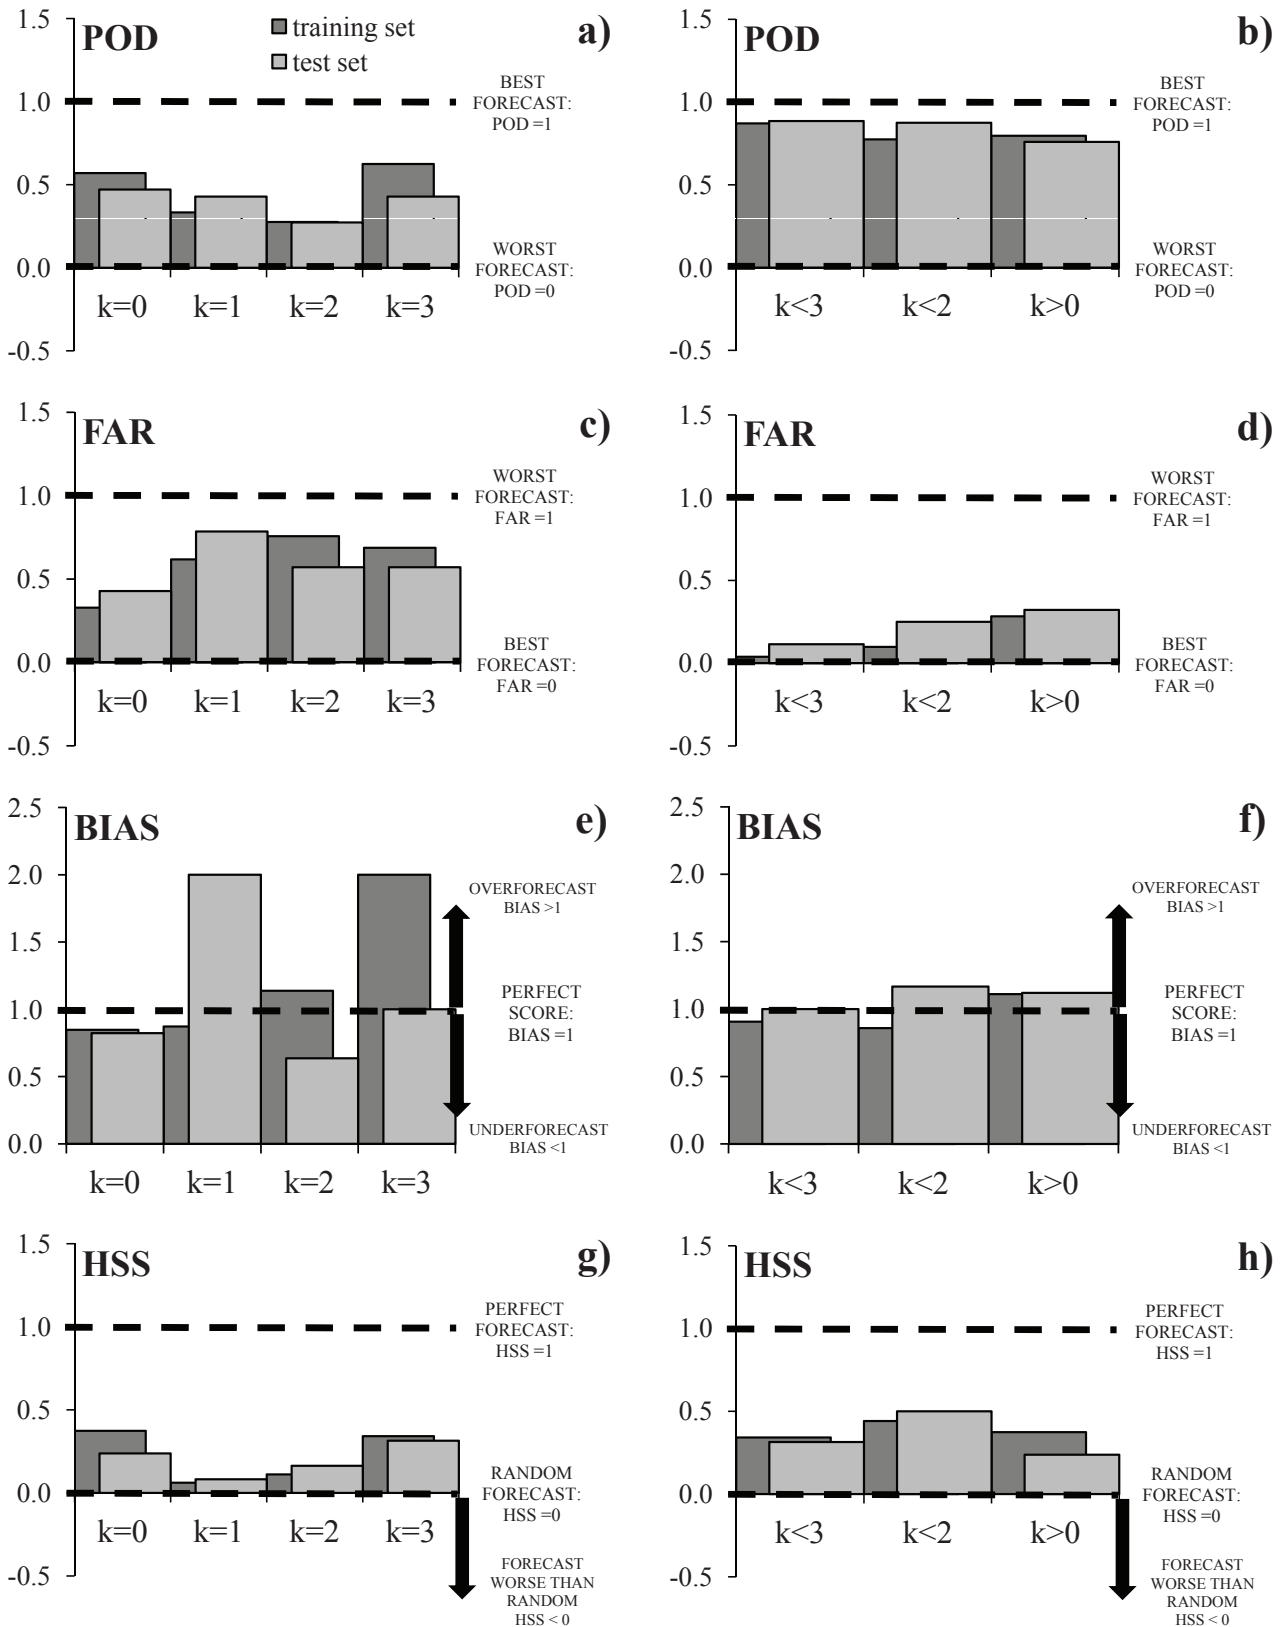 POD
training set
test set
a)
1.5
1.0
0.5
0.0
-0.5
BEST
FORECAST:
POD =1
WORST
FORECAST:
POD =0
k=0 k=1 k=2 k=3
POD
b)
1.5
1.0
0.5
0.0
-0.5
BEST
FORECAST:
POD =1
WORST
FORECAST:
POD =0
k<3 k<2 k>0
FAR
c)
1.5
1.0
0.5
0.0
-0.5
WORST
FORECAST:
FAR =1
BEST
FORECAST:
FAR =0
k=0 k=1 k=2 k=3
FAR
d)
1.5
1.0
0.5
0.0
-0.5
WORST
FORECAST:
FAR =1
BEST
FORECAST:
FAR =0
k<3 k<2 k>0
BIAS
e)
2.5
2.0
1.5
1.0
0.5
0.0
OVERFORECAST
BIAS >1
PERFECT
SCORE:
BIAS =1
UNDERFORECAST
BIAS <1
k=0 k=1 k=2 k=3
BIAS
f)
2.5
2.0
1.5
1.0
0.5
0.0
OVERFORECAST
BIAS >1
PERFECT
SCORE:
BIAS =1
UNDERFORECAST
BIAS <1
k<3 k<2 k>0
HSS
g)
1.5
1.0
0.5
0.0
-0.5
PERFECT
FORECAST:
HSS =1
RANDOM
FORECAST:
HSS =0
FORECAST
WORSE THAN
RANDOM
HSS < 0
k=0 k=1 k=2 k=3
HSS
h)
1.5
1.0
0.5
0.0
-0.5
PERFECT
FORECAST:
HSS =1
RANDOM
FORECAST:
HSS =0
FORECAST
WORSE THAN
RANDOM
HSS < 0
k<3 k<2 k>0